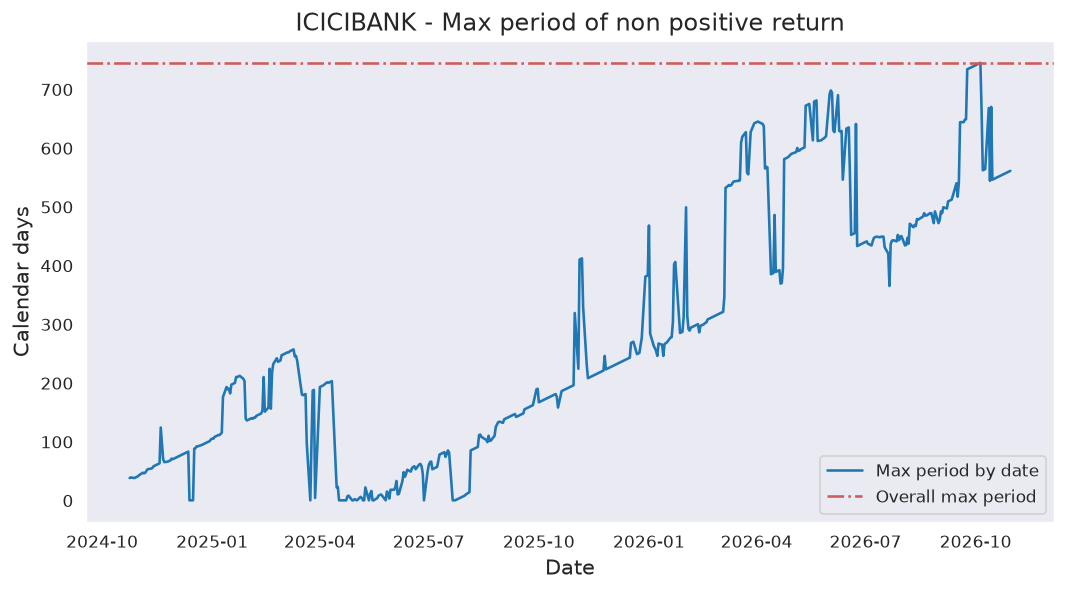 ICICIBANK - Max period of non positive return
Calendar days
700
600
500
400
300
200
100
0
Max period by date
Overall max period
2024-10 2025-01 2025-04 2025-07 2025-10 2026-01 2026-04 2026-07 2026-10
Date